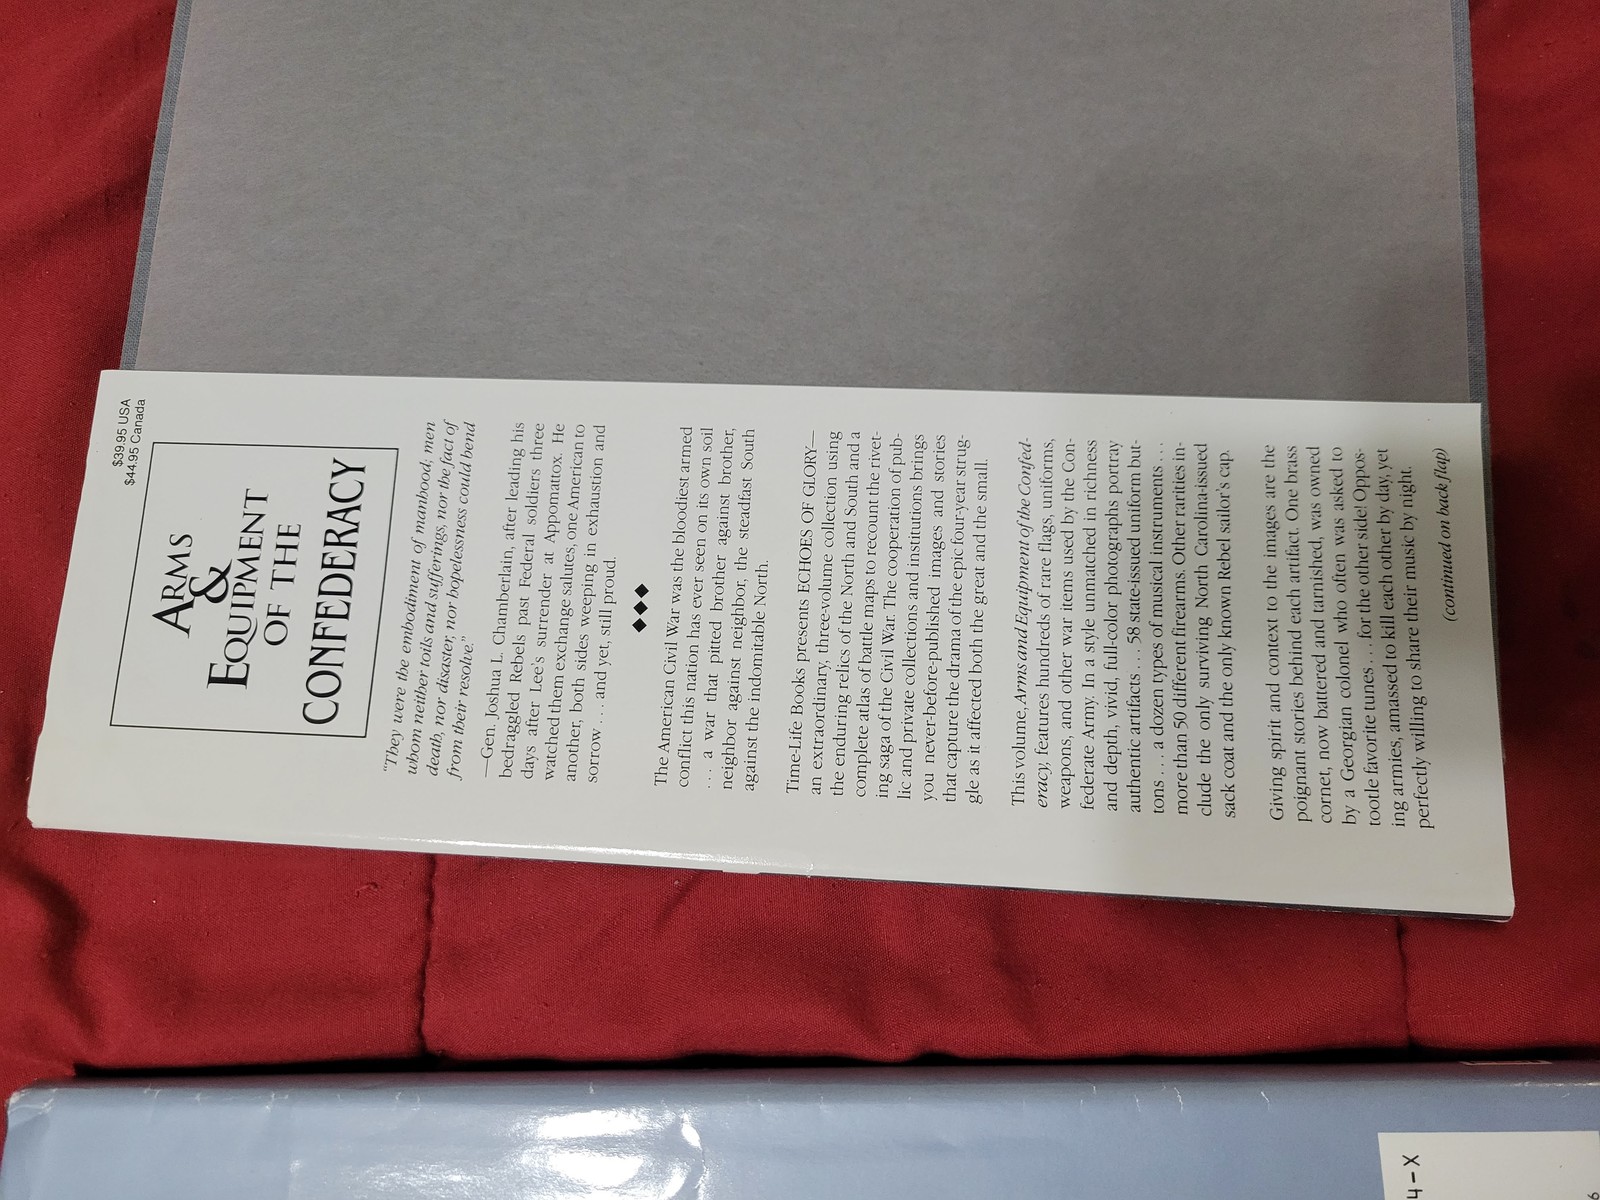 $39.95 USA
$44.95 Canada
ARMS
&
EQUIPMENT
OF THE
CONFEDERACY
"They were the embodiment of manhood; men
whom neither toils and sufferings, nor the fact of
death, nor disaster, nor hopelessness could bend
from their resolve."
—Gen. Joshua L. Chamberlain, after leading his
bedraggled Rebels past Federal soldiers three
days after Lee's surrender at Appomattox. He
watched them exchange salutes, one American to
another, both sides weeping in exhaustion and
sorrow . . . and yet, still proud.
◆◆◆
The American Civil War was the bloodiest armed
conflict this nation has ever seen on its own soil
. . . a war that pitted brother against brother,
neighbor against neighbor, the steadfast South
against the indomitable North.
Time-Life Books presents ECHOES OF GLORY—
an extraordinary, three-volume collection using
the enduring relics of the North and South and a
complete atlas of battle maps to recount the rivet-
ing saga of the Civil War. The cooperation of pub-
lic and private collections and institutions brings
you never-before-published images and stories
that capture the drama of the epic four-year strug-
gle as it affected both the great and the small.
This volume, Arms and Equipment of the Confed-
eracy, features hundreds of rare flags, uniforms,
weapons, and other war items used by the Con-
federate Army. In a style unmatched in richness
and depth, vivid, full-color photographs portray
authentic artifacts . . . 58 state-issued uniform but-
tons . . . a dozen types of musical instruments . . .
more than 50 different firearms. Other rarities in-
clude the only surviving North Carolina-issued
sack coat and the only known Rebel sailor's cap.
Giving spirit and context to the images are the
poignant stories behind each artifact. One brass
cornet, now battered and tarnished, was owned
by a Georgian colonel who often was asked to
tootle favorite tunes . . . for the other side! Oppos-
ing armies, amassed to kill each other by day, yet
perfectly willing to share their music by night.
(continued on back flap)
4-X